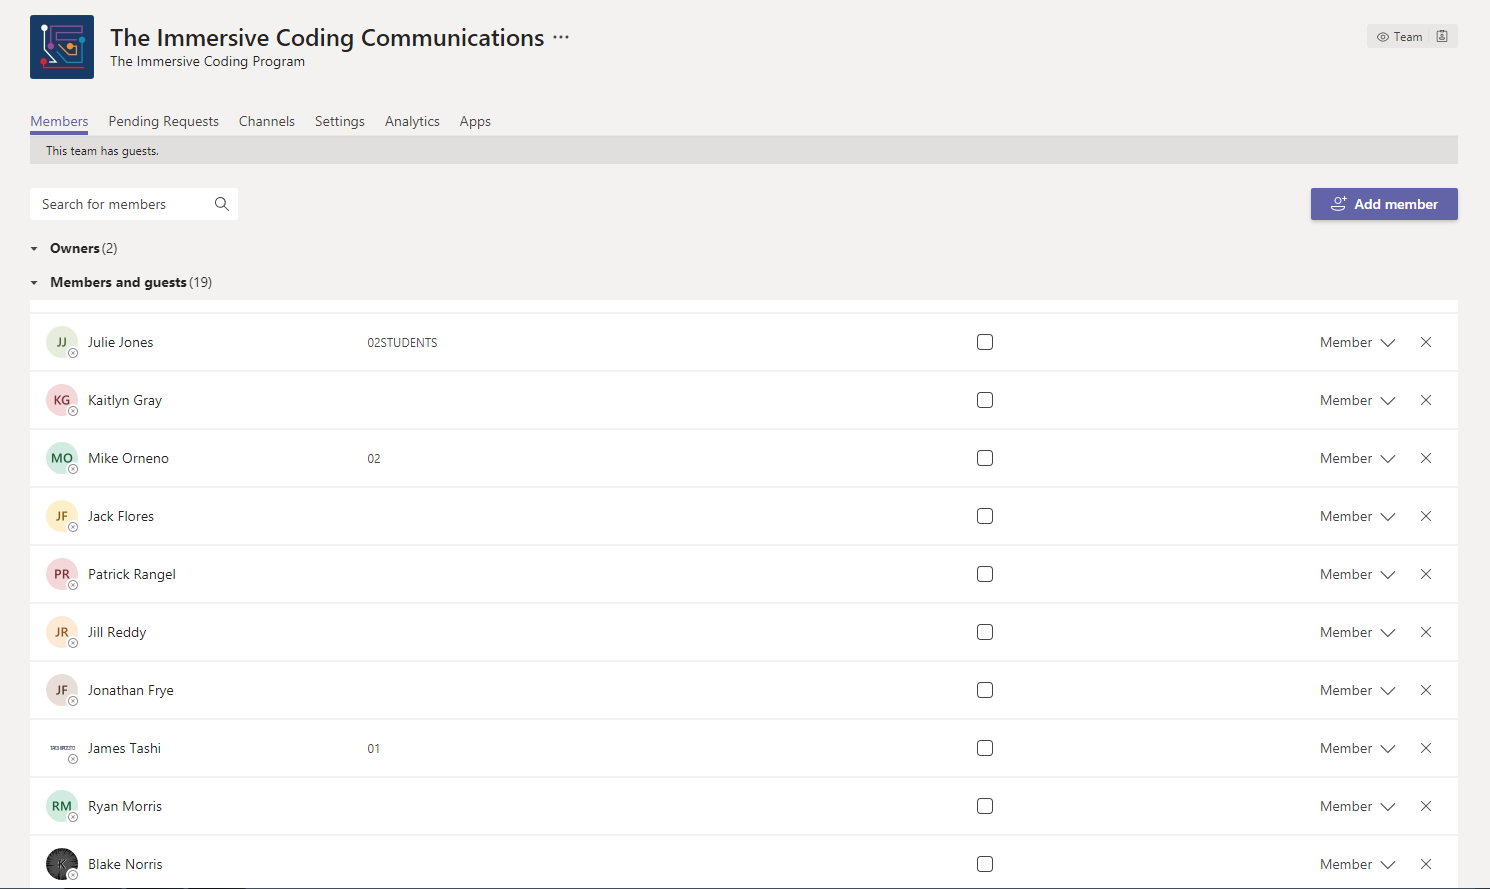 The Immersive Coding Communications ...
The Immersive Coding Program
Team
Members Pending Requests Channels Settings Analytics Apps
This team has guests.
Search for members
Add member
Owners (2)
Members and guests (19)
JJ Julie Jones 02STUDENTS Member
KG Kaitlyn Gray Member
MO Mike Orneno 02 Member
JF Jack Flores Member
PR Patrick Rangel Member
JR Jill Reddy Member
JF Jonathan Frye Member
James Tashi 01 Member
RM Ryan Morris Member
K Blake Norris Member